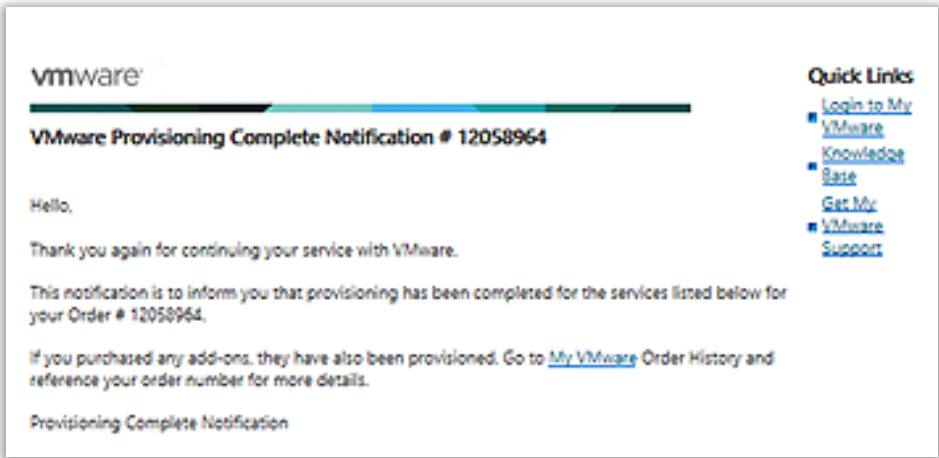 vmware
VMware Provisioning Complete Notification # 12058964
Hello,
Thank you again for continuing your service with VMware.
This notification is to inform you that provisioning has been completed for the services listed below for
your Order # 12058964.
If you purchased any add-ons, they have also been provisioned. Go to My VMware Order History and
reference your order number for more details.
Provisioning Complete Notification
Quick Links
Login to My
VMware
Knowledge
Base
Get My
VMware
Support